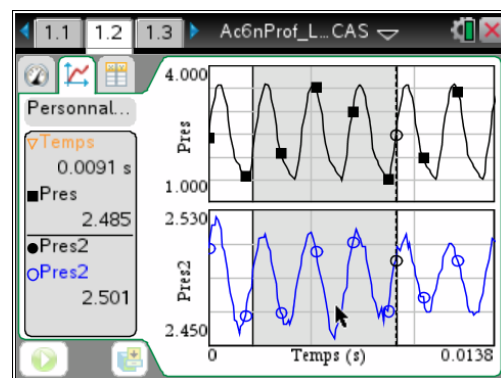 1.1 1.2 1.3 Ac6nProf_L...CAS
Personnal...
Temps
0.0091 s
Pres
2.485
Pres2
Pres2
2.501
4.000
Pres
1.000
2.530
Pres2
2.450
0 Temps (s) 0.0138